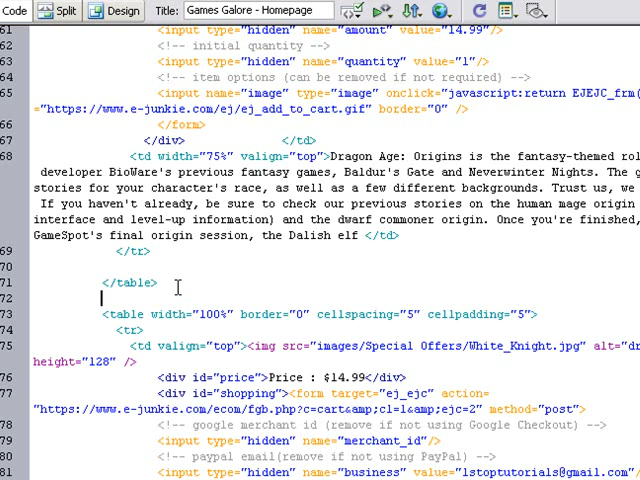 Code Split Design Title: Games Galore - Homepage
61 <input type="hidden" name="amount" value="14.99"/>
62 <!-- initial quantity -->
63 <input type="hidden" name="quantity" value="1"/>
64 <!-- item options (can be removed if not required) -->
65 <input name="image" type="image" onclick="javascript:return EJEJC_frm(
="https://www.e-junkie.com/ej/ej_add_to_cart.gif" border="0" />
66 </form>
67 </div> </td>
68 <td width="75%" valign="top">Dragon Age: Origins is the fantasy-themed rol
developer BioWare's previous fantasy games, Baldur's Gate and Neverwinter Nights. The g
stories for your character's race, as well as a few different backgrounds. Trust us, we
If you haven't already, be sure to check our previous stories on the human mage origin
interface and level-up information) and the dwarf commoner origin. Once you're finished,
GameSpot's final origin session, the Dalish elf </td>
69 </tr>
70
71 </table>
72
73 <table width="100%" border="0" cellspacing="5" cellpadding="5">
74 <tr>
75 <td valign="top"><img src="images/Special Offers/White_Knight.jpg" alt="dr
height="128" />
76 <div id="price">Price : $14.99</div>
77 <div id="shopping"><form target="ej_ejc" action=
"https://www.e-junkie.com/ecom/fgb.php?c=cart&amp;cl=1&amp;ejc=2" method="post">
78 <!-- google merchant id (remove if not using Google Checkout) -->
79 <input type="hidden" name="merchant_id"/>
80 <!-- paypal email(remove if not using PayPal) -->
81 <input type="hidden" name="business" value="lstoptutorials@gmail.com"/